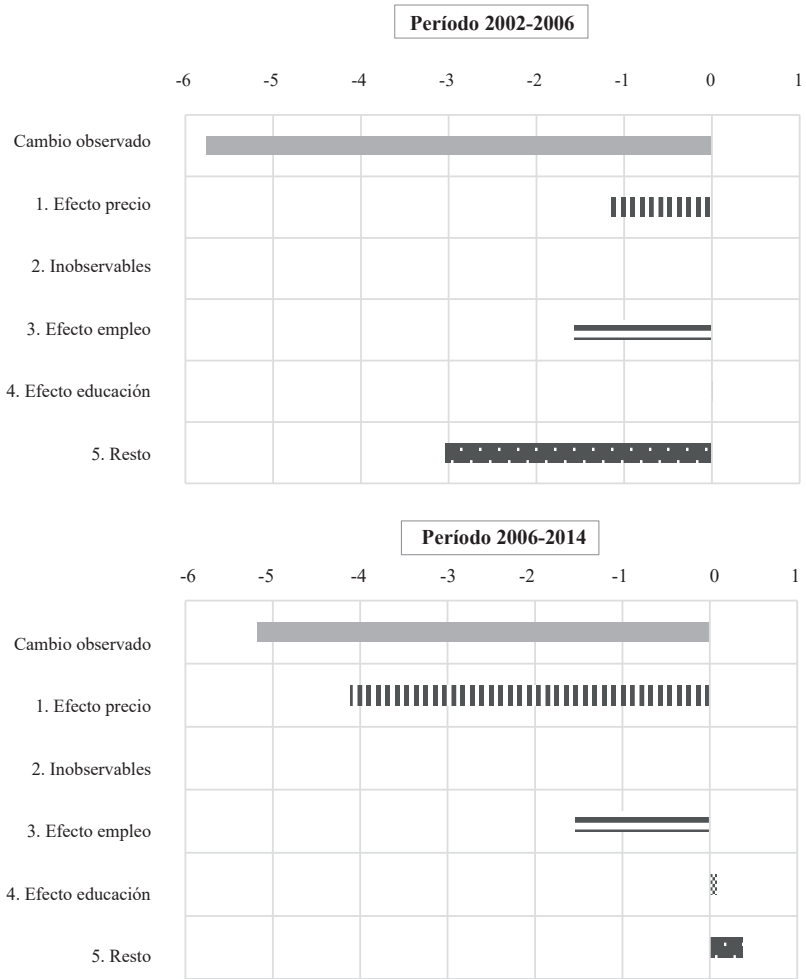 Período 2002-2006
-6 -5 -4 -3 -2 -1 0 1
Cambio observado
1. Efecto precio
2. Inobservables
3. Efecto empleo
4. Efecto educación
5. Resto
Período 2006-2014
-6 -5 -4 -3 -2 -1 0 1
Cambio observado
1. Efecto precio
2. Inobservables
3. Efecto empleo
4. Efecto educación
5. Resto